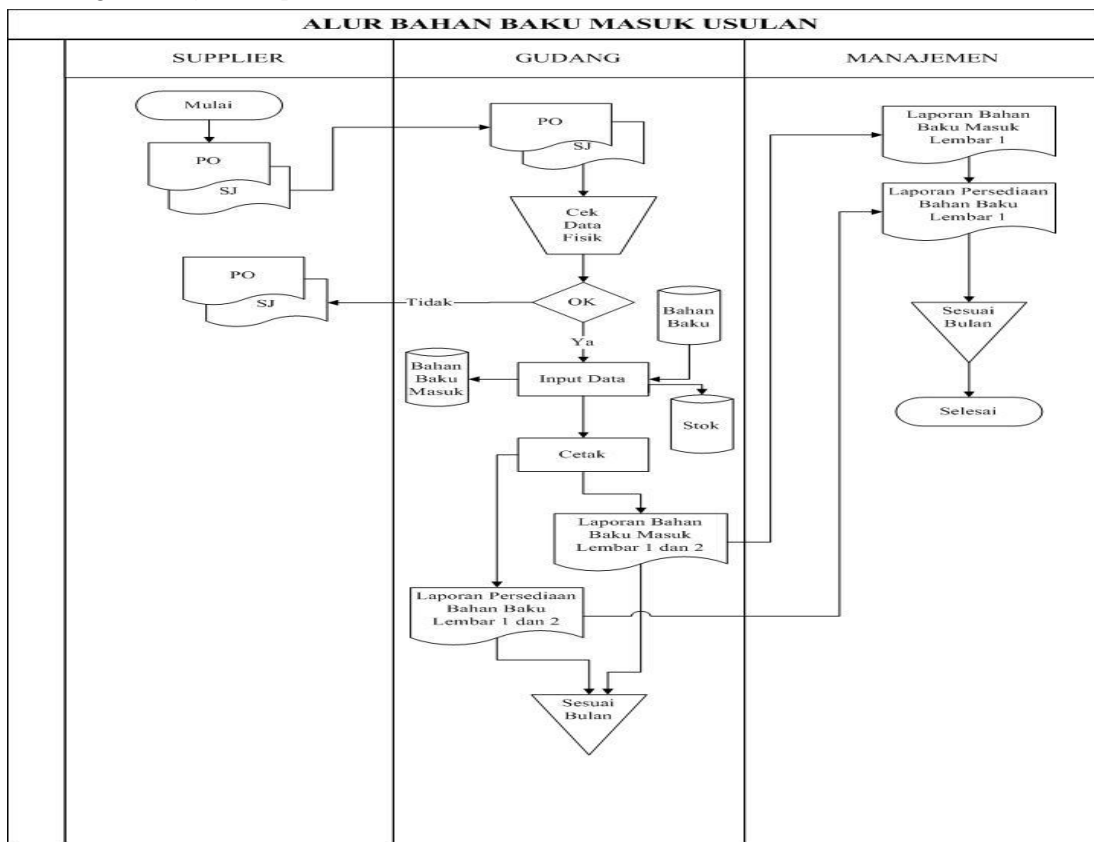 ALUR BAHAN BAKU MASUK USULAN
SUPPLIER
GUDANG
MANAJEMEN
Mulai
PO
SJ
PO
SJ
Cek
Data
Fisik
OK
Tidak
PO
SJ
Ya
Bahan
Baku
Input Data
Bahan
Baku
Masuk
Stok
Cetak
Laporan Bahan
Baku Masuk
Lembar 1 dan 2
Laporan Persediaan
Bahan Baku
Lembar 1 dan 2
Sesuai
Bulan
Laporan Bahan
Baku Masuk
Lembar 1
Laporan Persediaan
Bahan Baku
Lembar 1
Sesuai
Bulan
Selesai